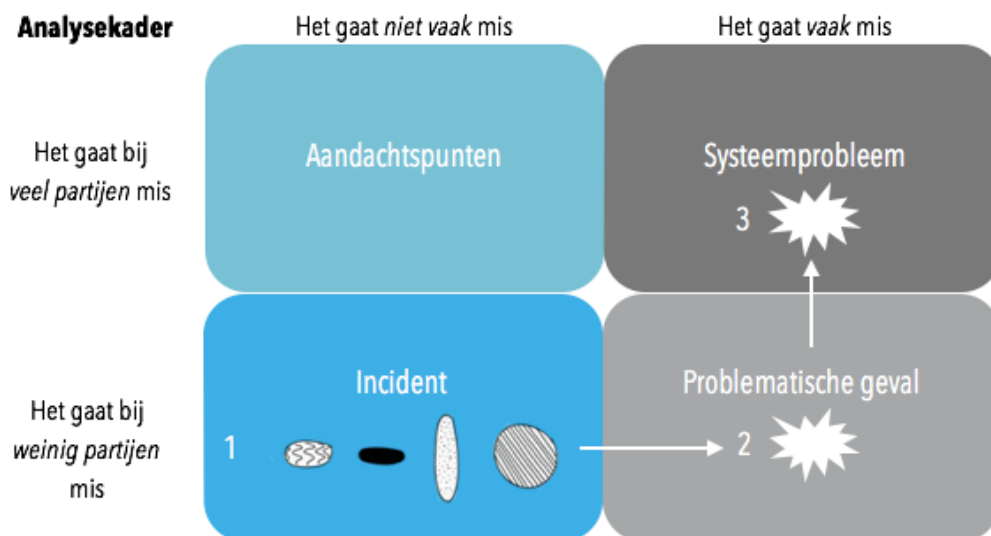 Analysekader
Het gaat niet vaak mis
Het gaat vaak mis
Het gaat bij
veel partijen mis
Aandachtspunten
Systeemprobleem
3
Het gaat bij
weinig partijen
mis
Incident
1
Problematische geval
2